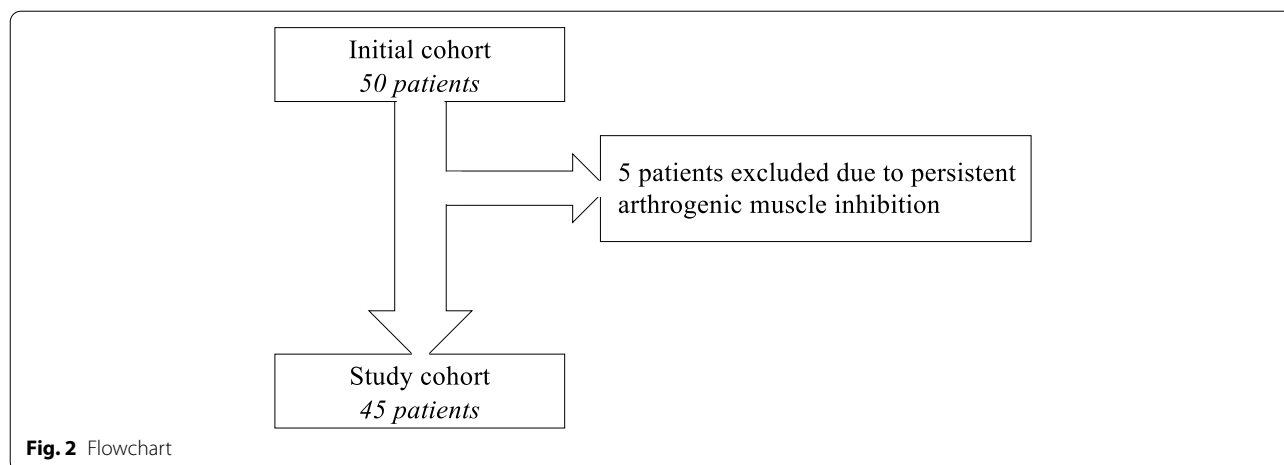 Initial cohort
50 patients
5 patients excluded due to persistent
arthrogenic muscle inhibition
Study cohort
45 patients
Fig. 2 Flowchart